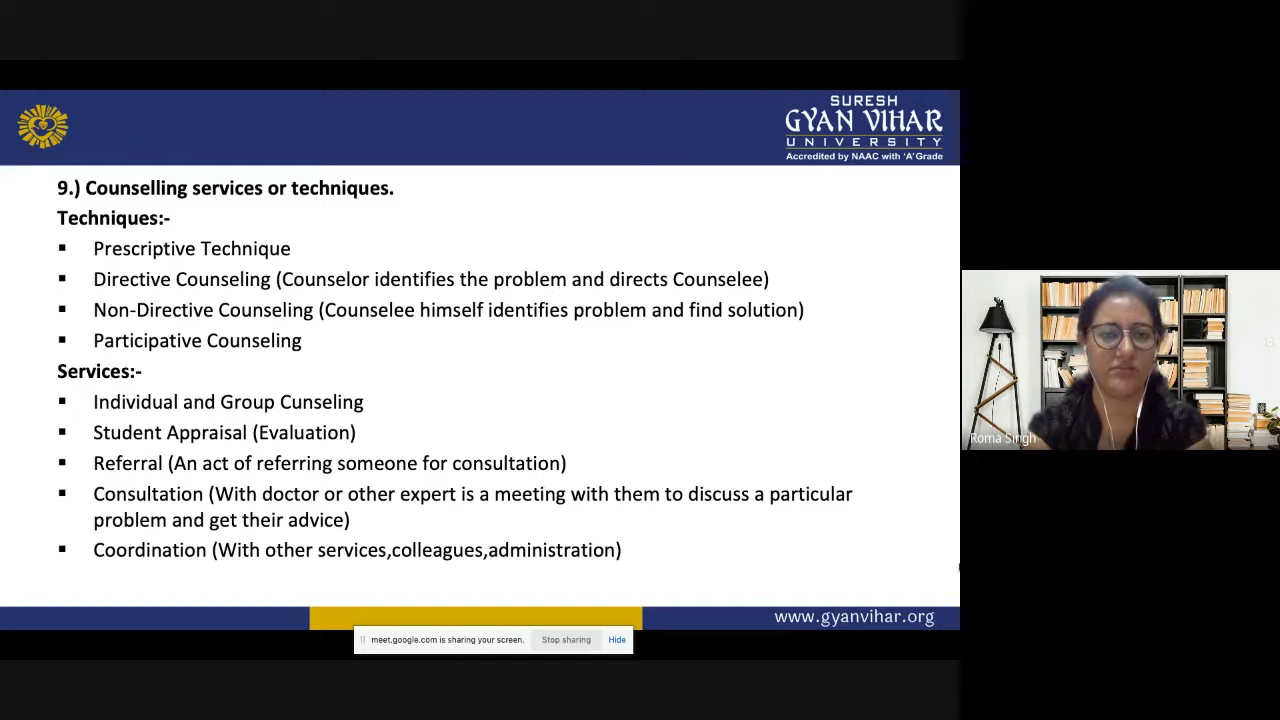 SURESH
GYAN VIHAR
UNIVERSITY
Accredited by NAAC with 'A' Grade
9.) Counselling services or techniques.
Techniques:-
▪ Prescriptive Technique
▪ Directive Counseling (Counselor identifies the problem and directs Counselee)
▪ Non-Directive Counseling (Counselee himself identifies problem and find solution)
▪ Participative Counseling
Services:-
▪ Individual and Group Cunseling
▪ Student Appraisal (Evaluation)
▪ Referral (An act of referring someone for consultation)
▪ Consultation (With doctor or other expert is a meeting with them to discuss a particular
problem and get their advice)
▪ Coordination (With other services,colleagues,administration)
www.gyanvihar.org
meet.google.com is sharing your screen. Stop sharing Hide
Roma Singh